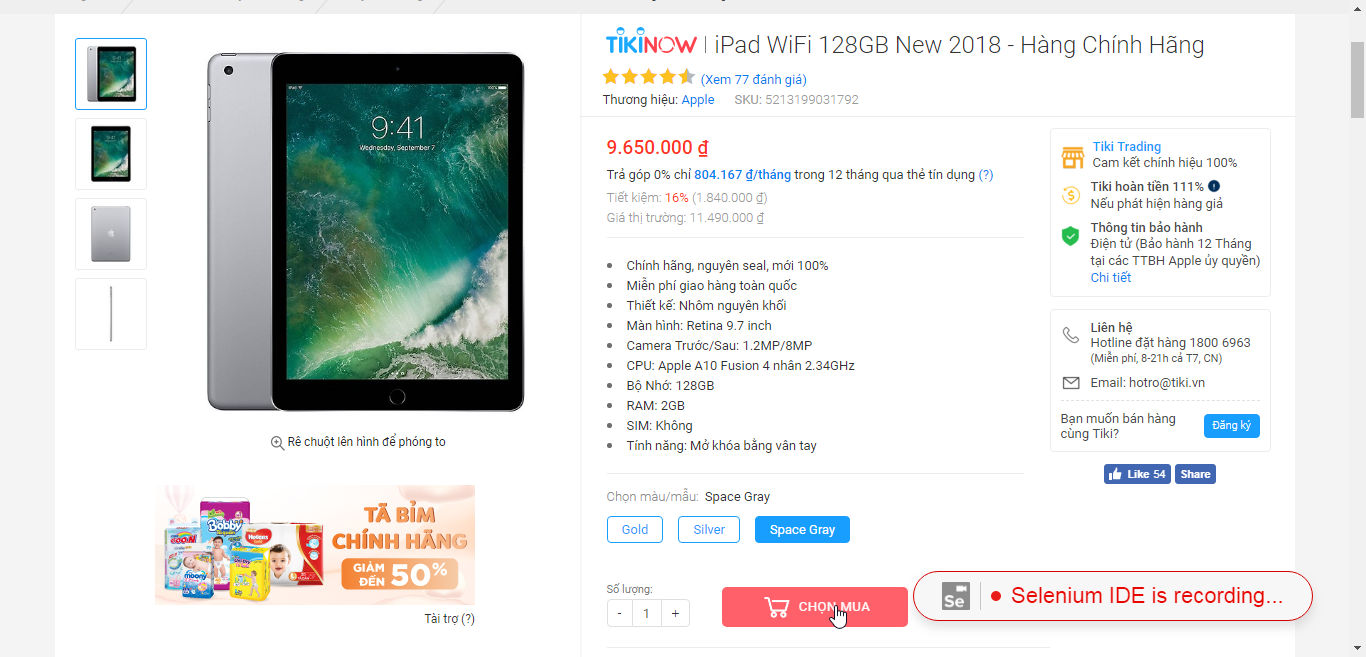 TIKINOW | iPad WiFi 128GB New 2018 - Hàng Chính Hãng
(Xem 77 đánh giá)
Thương hiệu: Apple SKU: 5213199031792
9.650.000 ₫
Trả góp 0% chỉ 804.167 ₫/tháng trong 12 tháng qua thẻ tín dụng (?)
Tiết kiệm: 16% (1.840.000 ₫)
Giá thị trường: 11.490.000 ₫
Chính hãng, nguyên seal, mới 100%
Miễn phí giao hàng toàn quốc
Thiết kế: Nhôm nguyên khối
Màn hình: Retina 9.7 inch
Camera Trước/Sau: 1.2MP/8MP
CPU: Apple A10 Fusion 4 nhân 2.34GHz
Bộ Nhớ: 128GB
RAM: 2GB
SIM: Không
Tính năng: Mở khóa bằng vân tay
Chọn màu/mẫu: Space Gray
Gold Silver Space Gray
Số lượng:
- 1 +
CHỌN MUA
Tiki Trading
Cam kết chính hiệu 100%
Tiki hoàn tiền 111%
Nếu phát hiện hàng giả
Thông tin bảo hành
Điện tử (Bảo hành 12 Tháng
tại các TTBH Apple ủy quyền)
Chi tiết
Liên hệ
Hotline đặt hàng 1800 6963
(Miễn phí, 8-21h cả T7, CN)
Email: hotro@tiki.vn
Bạn muốn bán hàng
cùng Tiki?
Đăng ký
Like 54 Share
9:41
Wednesday, September 7
Rê chuột lên hình để phóng to
TÃ BỈM
CHÍNH HÃNG
GIẢM
ĐẾN 50%
Bobby
Huggies
moony
Tài trợ (?)
Se
Selenium IDE is recording...